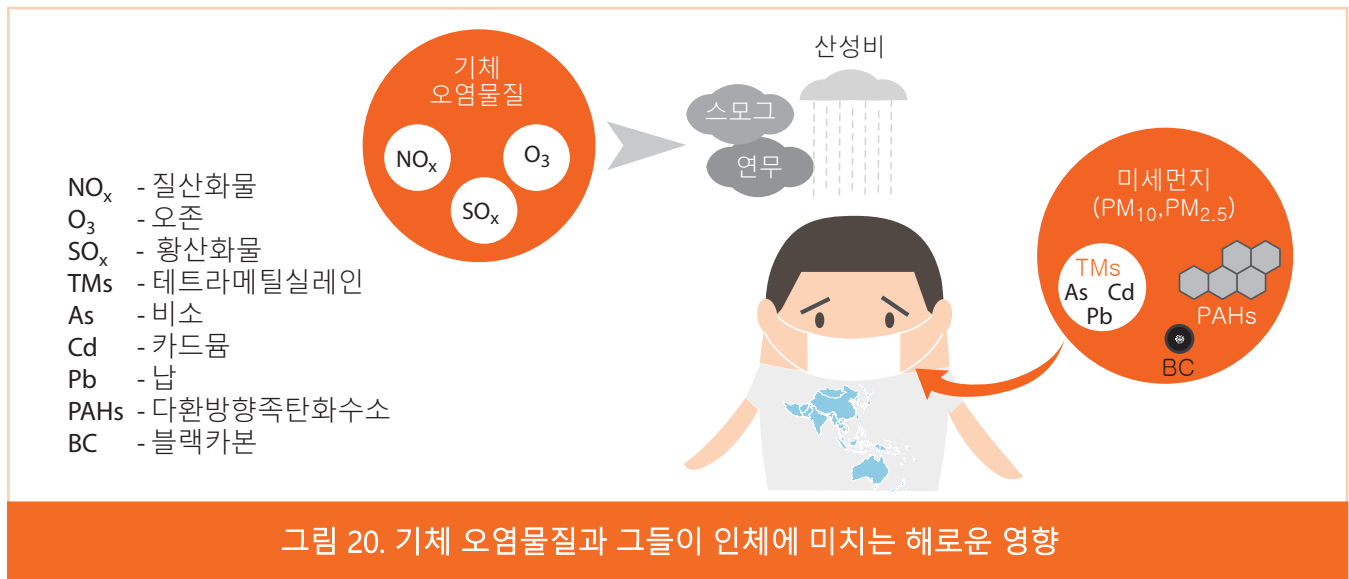 기체
오염물질
NOx
O3
SOx
산성비
스모그
연무
NOx - 질산화물
O3 - 오존
SOx - 황산화물
TMs - 테트라메틸실레인
As - 비소
Cd - 카드뮴
Pb - 납
PAHs - 다환방향족탄화수소
BC - 블랙카본
미세먼지
(PM10,PM2.5)
TMs
As Cd
Pb
PAHs
BC
그림 20. 기체 오염물질과 그들이 인체에 미치는 해로운 영향